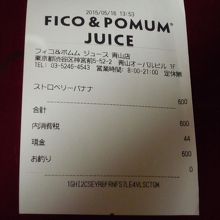 2015/05/16 13:53
FICO & POMUM
JUICE
フィコ&ポムム ジュース 青山店
東京都渋谷区神宮前5-52-2 青山オーバルビル 1F
TEL: 03-5246-4543 営業時間: 8:00-21:00 定休無
ストロベリーバナナ 600
合計 600
内消費税 44
現金 600
お釣り 0